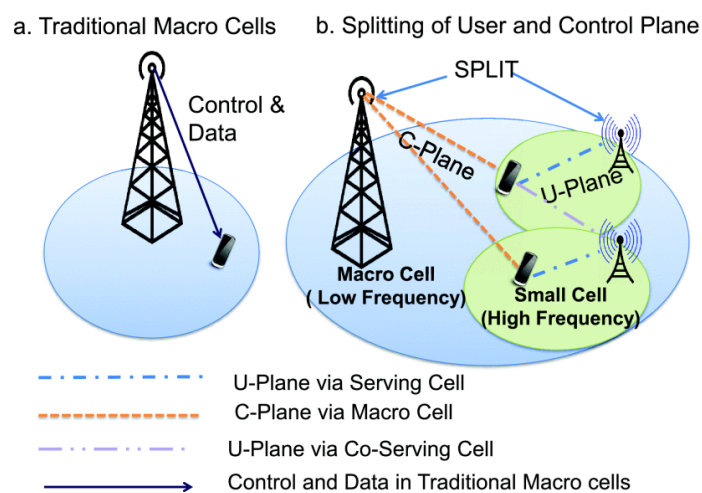 a. Traditional Macro Cells
b. Splitting of User and Control Plane
Control &
Data
SPLIT
C-Plane
U-Plane
Macro Cell
( Low Frequency)
Small Cell
(High Frequency)
U-Plane via Serving Cell
C-Plane via Macro Cell
U-Plane via Co-Serving Cell
Control and Data in Traditional Macro cells